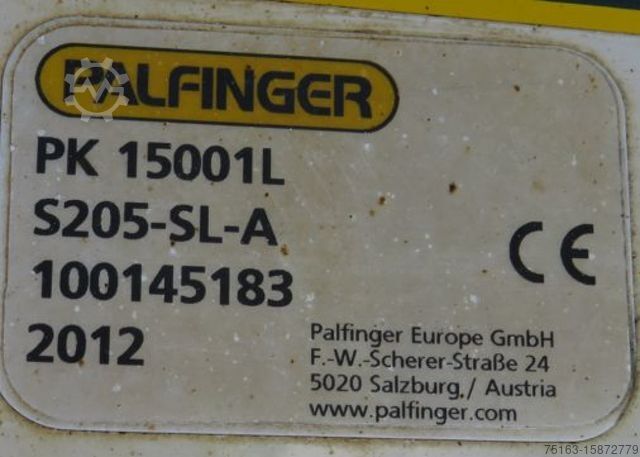 PALFINGER
PK 15001L
S205-SL-A
100145183
2012
CE
Palfinger Europe GmbH
F.-W.-Scherer-Straße 24
5020 Salzburg / Austria
www.palfinger.com
75163-15872779